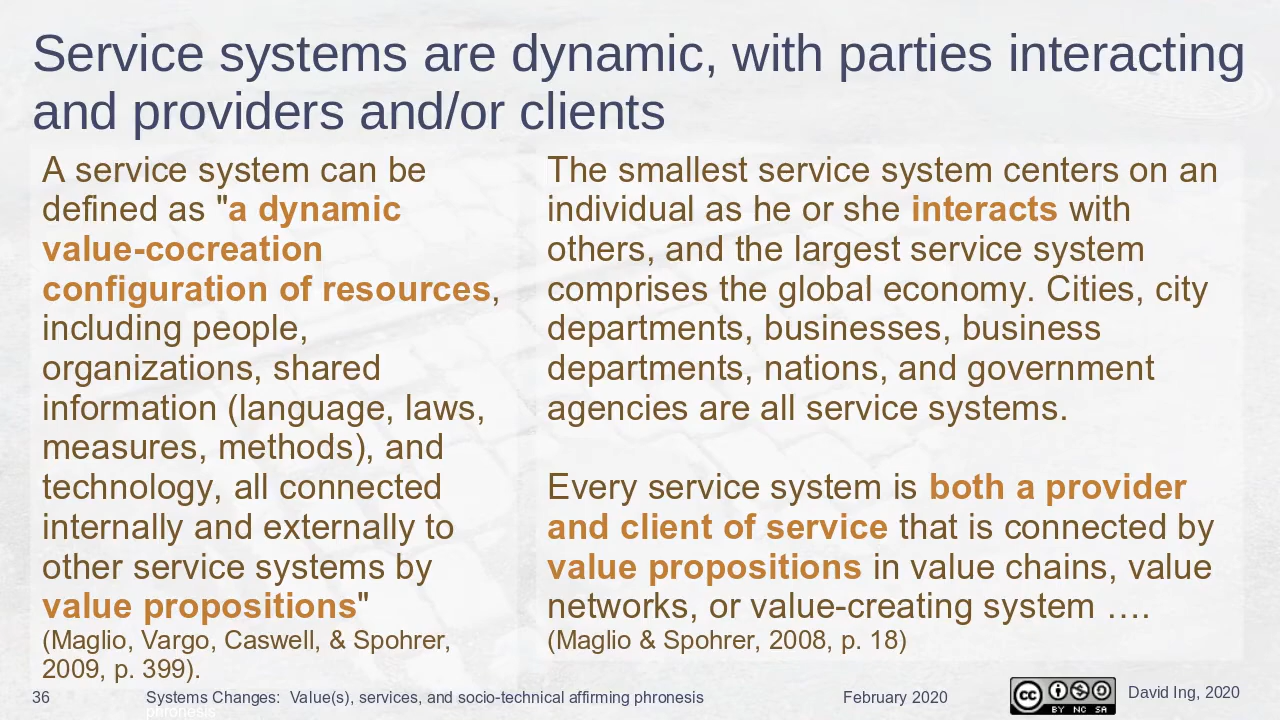 Service systems are dynamic, with parties interacting
and providers and/or clients
A service system can be
defined as "a dynamic
value-cocreation
configuration of resources,
including people,
organizations, shared
information (language, laws,
measures, methods), and
technology, all connected
internally and externally to
other service systems by
value propositions"
(Maglio, Vargo, Caswell, & Spohrer,
2009, p. 399).
The smallest service system centers on an
individual as he or she interacts with
others, and the largest service system
comprises the global economy. Cities, city
departments, businesses, business
departments, nations, and government
agencies are all service systems.
Every service system is both a provider
and client of service that is connected by
value propositions in value chains, value
networks, or value-creating system ….
(Maglio & Spohrer, 2008, p. 18)
36
Systems Changes:  Value(s), services, and socio-technical affirming phronesis
phronesis
February 2020
cc BY NC SA
David Ing, 2020